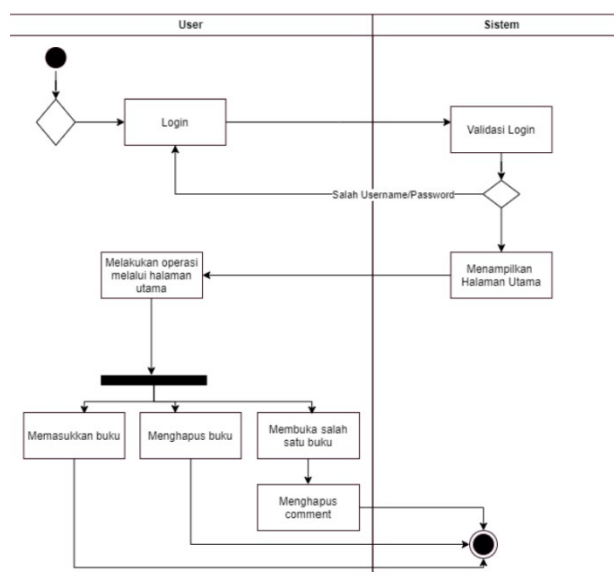 User
Sistem
Login
Validasi Login
Salah Username/Password
Melakukan operasi
melalui halaman
utama
Menampilkan
Halaman Utama
Memasukkan buku
Menghapus buku
Membuka salah
satu buku
Menghapus
comment